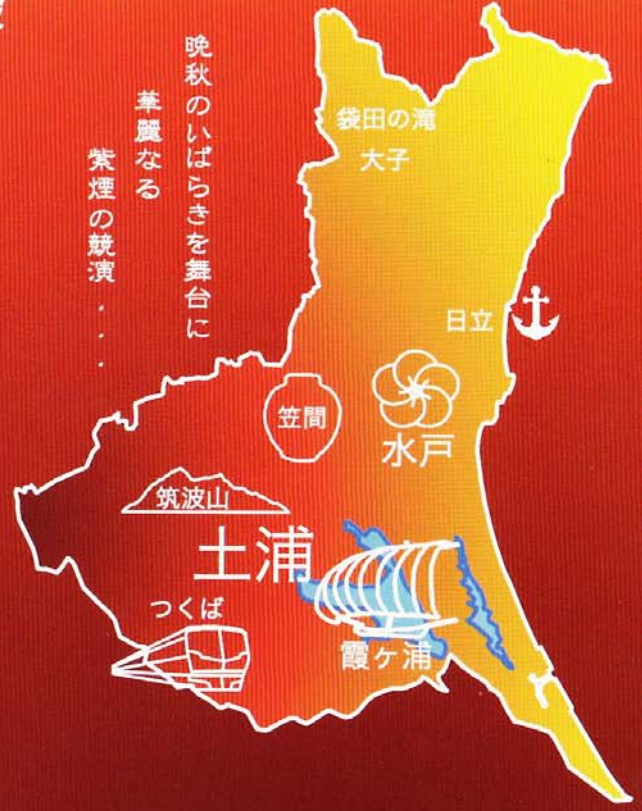 晩秋のいばらきを舞台に
華麗なる
紫煙の競演...
袋田の滝
大子
日立
笠間
水戸
筑波山
土浦
つくば
霞ヶ浦